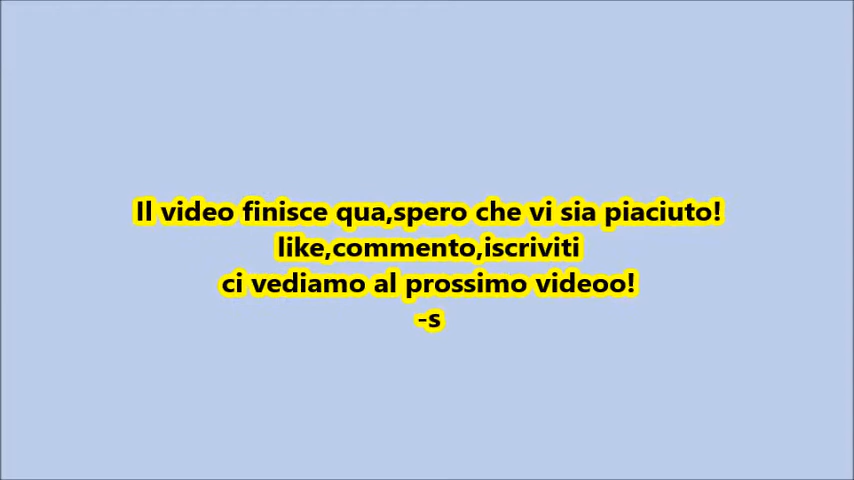 Il video finisce qua,spero che vi sia piaciuto!
like,commento,iscriviti
ci vediamo al prossimo videoo!
-s